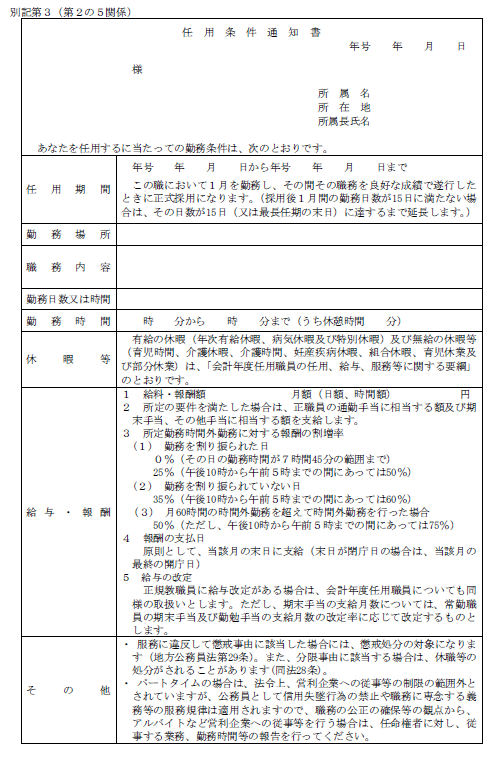 別記第３（第２の５関係）
任用条件通知書
年号　　年　　月　　日
様
所　属　名
所　在　地
所属長氏名
あなたを任用するに当たっての勤務条件は、次のとおりです。
任用期間
年号　　年　　月　　日から年号　　年　　月　　日まで
この職において１月を勤務し、その間その職務を良好な成績で遂行した
ときに正式採用になります。（採用後１月間の勤務日数が15日に満たない場
合は、その日数が15日（又は最長任期の末日）に達するまで延長します。）
勤務場所
職務内容
勤務日数又は時間
勤務時間
時　　分から　　時　　分まで（うち休憩時間　　分）
休暇等
有給の休暇（年次有給休暇、病気休暇及び特別休暇）及び無給の休暇等
（育児時間、介護休暇、介護時間、妊産疾病休暇、組合休暇、育児休業及
び部分休業）は、「会計年度任用職員の任用、給与、服務等に関する要綱」
のとおりです。
給与・報酬
１　給料・報酬額　　　　　　　　月額（日額、時間額）　　　　　　　円
２　所定の要件を満たした場合は、正職員の通勤手当に相当する額及び期
末手当、その他手当に相当する額を支給します。
３　所定勤務時間外勤務に対する報酬の割増率
（１）　勤務を割り振られた日
０％（その日の勤務時間が７時間45分の範囲まで）
25％（午後10時から午前５時までの間にあっては50％）
（２）　勤務を割り振られていない日
35％（午後10時から午前５時までの間にあっては60％）
（３）　月60時間の時間外勤務を超えて時間外勤務を行った場合
50％（ただし、午後10時から午前５時までの間にあっては75％）
４　報酬の支払日
原則として、当該月の末日に支給（末日が閉庁日の場合は、当該月の
最終の開庁日）
５　給与の改定
正規教職員に給与改定がある場合は、会計年度任用職員についても同
様の取扱いとします。ただし、期末手当の支給月数については、常勤職
員の期末手当及び勤勉手当の支給月数の改定率に応じて改定するものと
します。
その他
・ 服務に違反して懲戒事由に該当した場合には、懲戒処分の対象になりま
す（地方公務員法第29条）。また、分限事由に該当する場合は、休職等の
処分がされることがあります(同法28条）。
・ パートタイムの場合は、法令上、営利企業への従事等の制限の範囲外と
されていますが、公務員として信用失墜行為の禁止や職務に専念する義務
等の服務規律は適用されますので、職務の公正の確保等の観点から、
アルバイトなど営利企業への従事等を行う場合は、任命権者に対し、従
事する業務、勤務時間等の報告を行ってください。